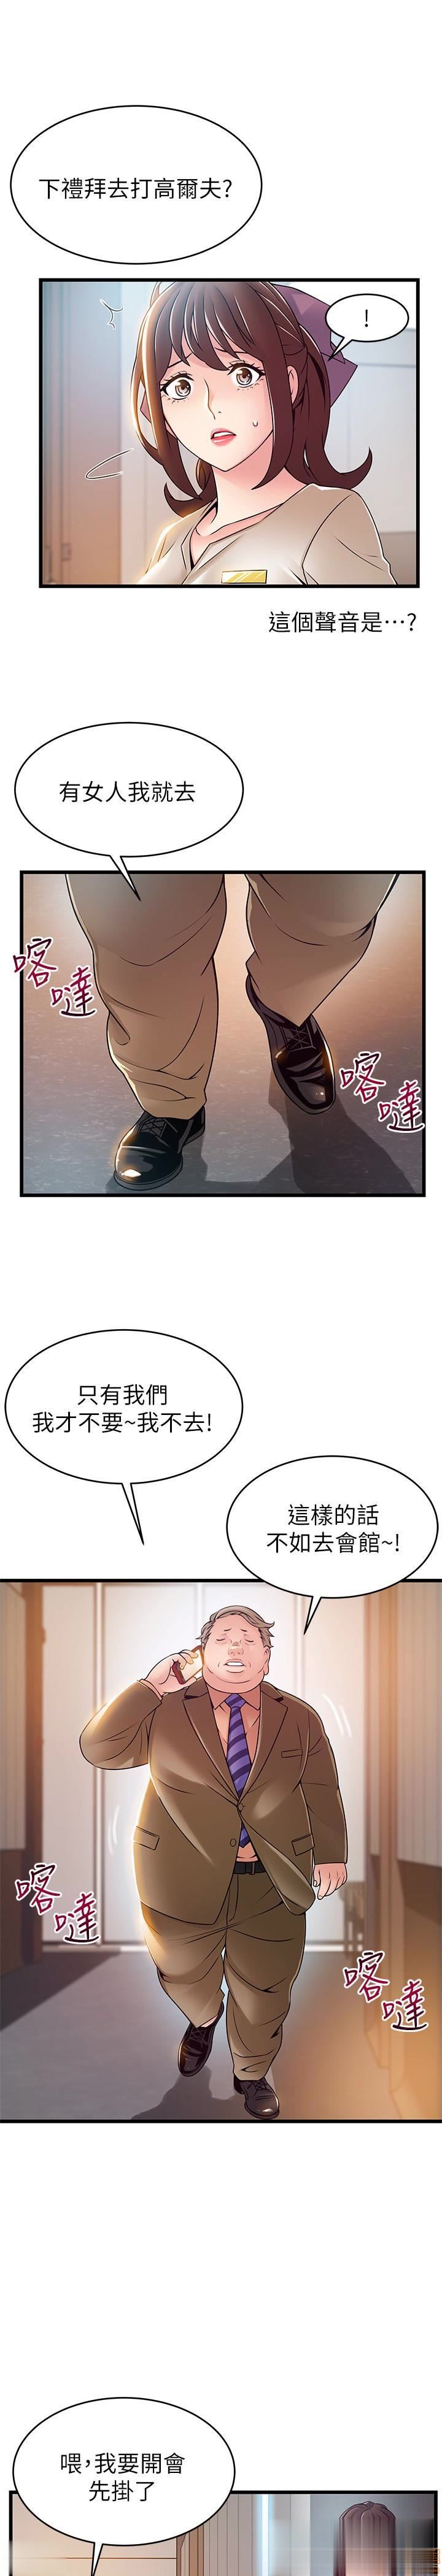 下禮拜去打高爾夫?
!
這個聲音是…?
有女人我就去
喀噠
喀噠
只有我們
我才不要~我不去!
這樣的話
不如去會館~!
喀噠
喀噠
喂,我要開會
先掛了